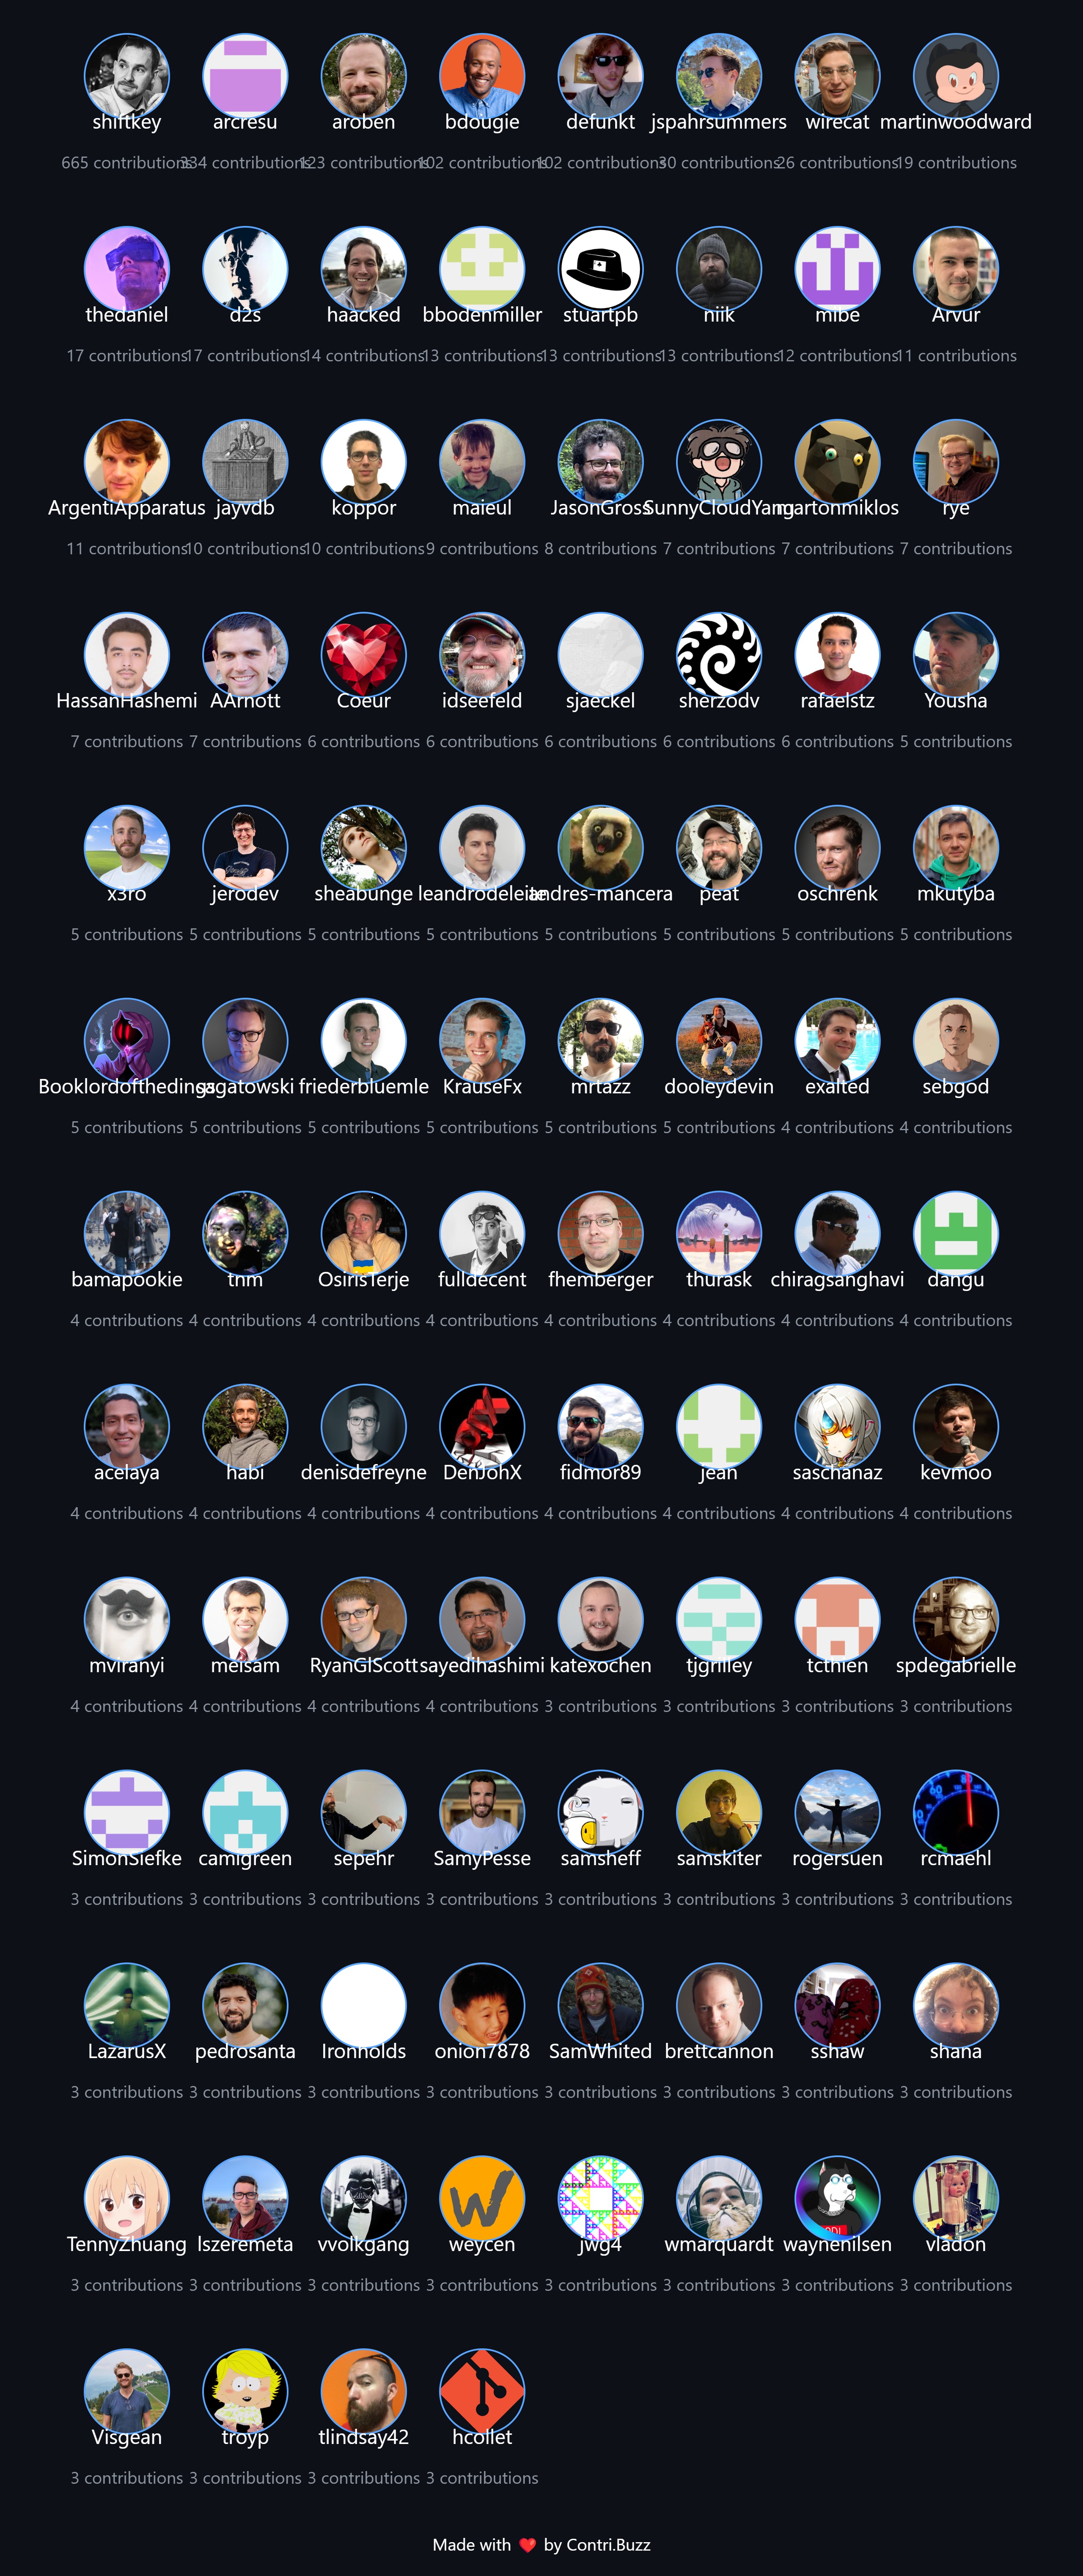 shiftkey arcresu aroben bdougie defunkt jspahrsummers wirecat martinwoodward
665 contributions 334 contributions 123 contributions 102 contributions 102 contributions 30 contributions 26 contributions 19 contributions
thedaniel d2s haacked bbodenmiller stuartpb niik mibe Arvur
17 contributions 17 contributions 14 contributions 13 contributions 13 contributions 13 contributions 12 contributions 11 contributions
ArgentiApparatus jayvdb koppor maieul JasonGross SunnyCloudYang martonmiklos rye
11 contributions 10 contributions 10 contributions 9 contributions 8 contributions 7 contributions 7 contributions 7 contributions
HassanHashemi AArnott Coeur idseefeld sjaeckel sherzodv rafaelstz Yousha
7 contributions 7 contributions 6 contributions 6 contributions 6 contributions 6 contributions 6 contributions 5 contributions
x3ro jerodev sheabunge leandrodeleite andres-mancera peat oschrenk mkutyba
5 contributions 5 contributions 5 contributions 5 contributions 5 contributions 5 contributions 5 contributions 5 contributions
Booklordofthedings sagatowski friederbluemle KrauseFx mrtazz dooleydevin exalted sebgod
5 contributions 5 contributions 5 contributions 5 contributions 5 contributions 5 contributions 4 contributions 4 contributions
bamapookie tnm OsirisTerje fulldecent fhemberger thurask chiragsanghavi dangu
4 contributions 4 contributions 4 contributions 4 contributions 4 contributions 4 contributions 4 contributions 4 contributions
acelaya habi denisdefreyne DenJohX fidmor89 jean saschanaz kevmoo
4 contributions 4 contributions 4 contributions 4 contributions 4 contributions 4 contributions 4 contributions 4 contributions
mviranyi meisam RyanGlScott sayedihashimi katexochen tjgrilley tcthien spdegabrielle
4 contributions 4 contributions 4 contributions 4 contributions 3 contributions 3 contributions 3 contributions 3 contributions
SimonSiefke camigreen sepehr SamyPesse samsheff samskiter rogersuen rcmaehl
3 contributions 3 contributions 3 contributions 3 contributions 3 contributions 3 contributions 3 contributions 3 contributions
LazarusX pedrosanta Ironholds onion7878 SamWhited brettcannon sshaw shana
3 contributions 3 contributions 3 contributions 3 contributions 3 contributions 3 contributions 3 contributions 3 contributions
TennyZhuang lszeremeta vvolkgang weycen jwg4 wmarquardt waynenilsen vladon
3 contributions 3 contributions 3 contributions 3 contributions 3 contributions 3 contributions 3 contributions 3 contributions
Visgean troyp tlindsay42 hcollet
3 contributions 3 contributions 3 contributions 3 contributions
Made with ❤️ by Contri.Buzz